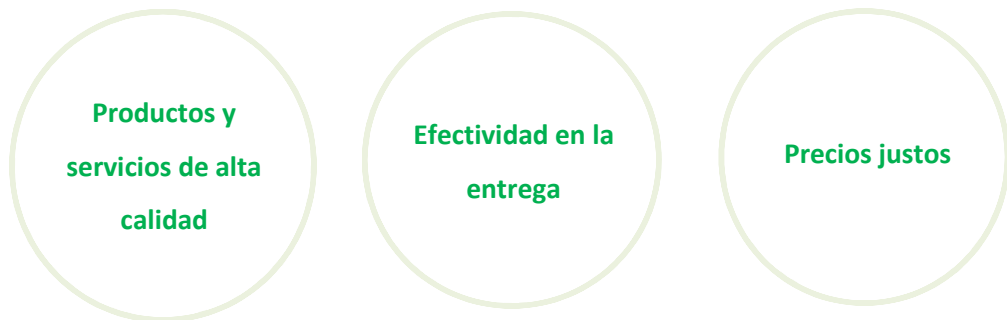 Productos y
servicios de alta
calidad
Efectividad en la
entrega
Precios justos